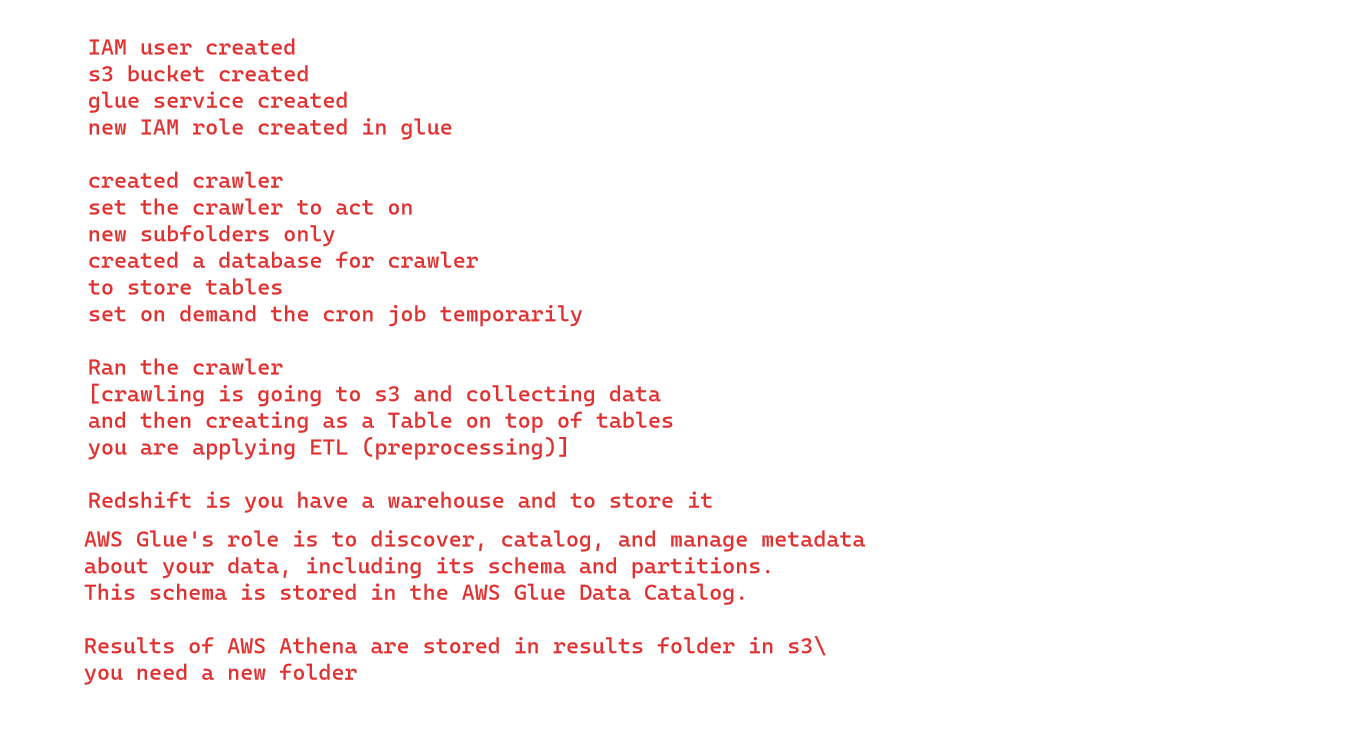 IAM user created
s3 bucket created
glue service created
new IAM role created in glue
created crawler
set the crawler to act on
new subfolders only
created a database for crawler
to store tables
set on demand the cron job temporarily
Ran the crawler
[crawling is going to s3 and collecting data
and then creating as a Table on top of tables
you are applying ETL (preprocessing)]
Redshift is you have a warehouse and to store it
AWS Glue's role is to discover, catalog, and manage metadata
about your data, including its schema and partitions.
This schema is stored in the AWS Glue Data Catalog.
Results of AWS Athena are stored in results folder in s3\
you need a new folder